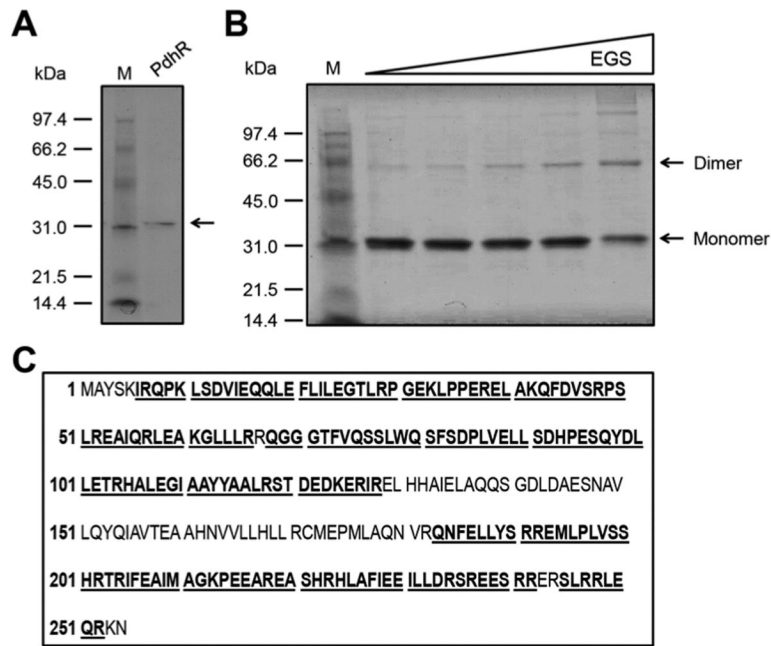 A
kDa M PdhR
97.4
66.2
45.0
31.0
21.5
14.4
B
EGS
kDa M
97.4
66.2
45.0
31.0
21.5
14.4
Dimer
Monomer
C
1 MAYSKIRQPK LSDVIEQQLE FLILEGTLRP GEKLPPEREL AKQFDVSRPS
51 LREAIQRLEA KGLLLRRQGG GTFVQSSLWQ SFSDPLVELL SDHPESQYDL
101 LETRHALEGI AAYYAALRST DEDKERIREL HHAIELAQQS GDLDAESNAV
151 LQYQIAVTEA AHNVVLLHLL RCMEPMLAQN VRQNFELLYS RREMLPLVSS
201 HRTRIFEAIM AGKPEEAREA SHRHLAFIEE ILLDRSREES RRERSLRRLE
251 QRKN